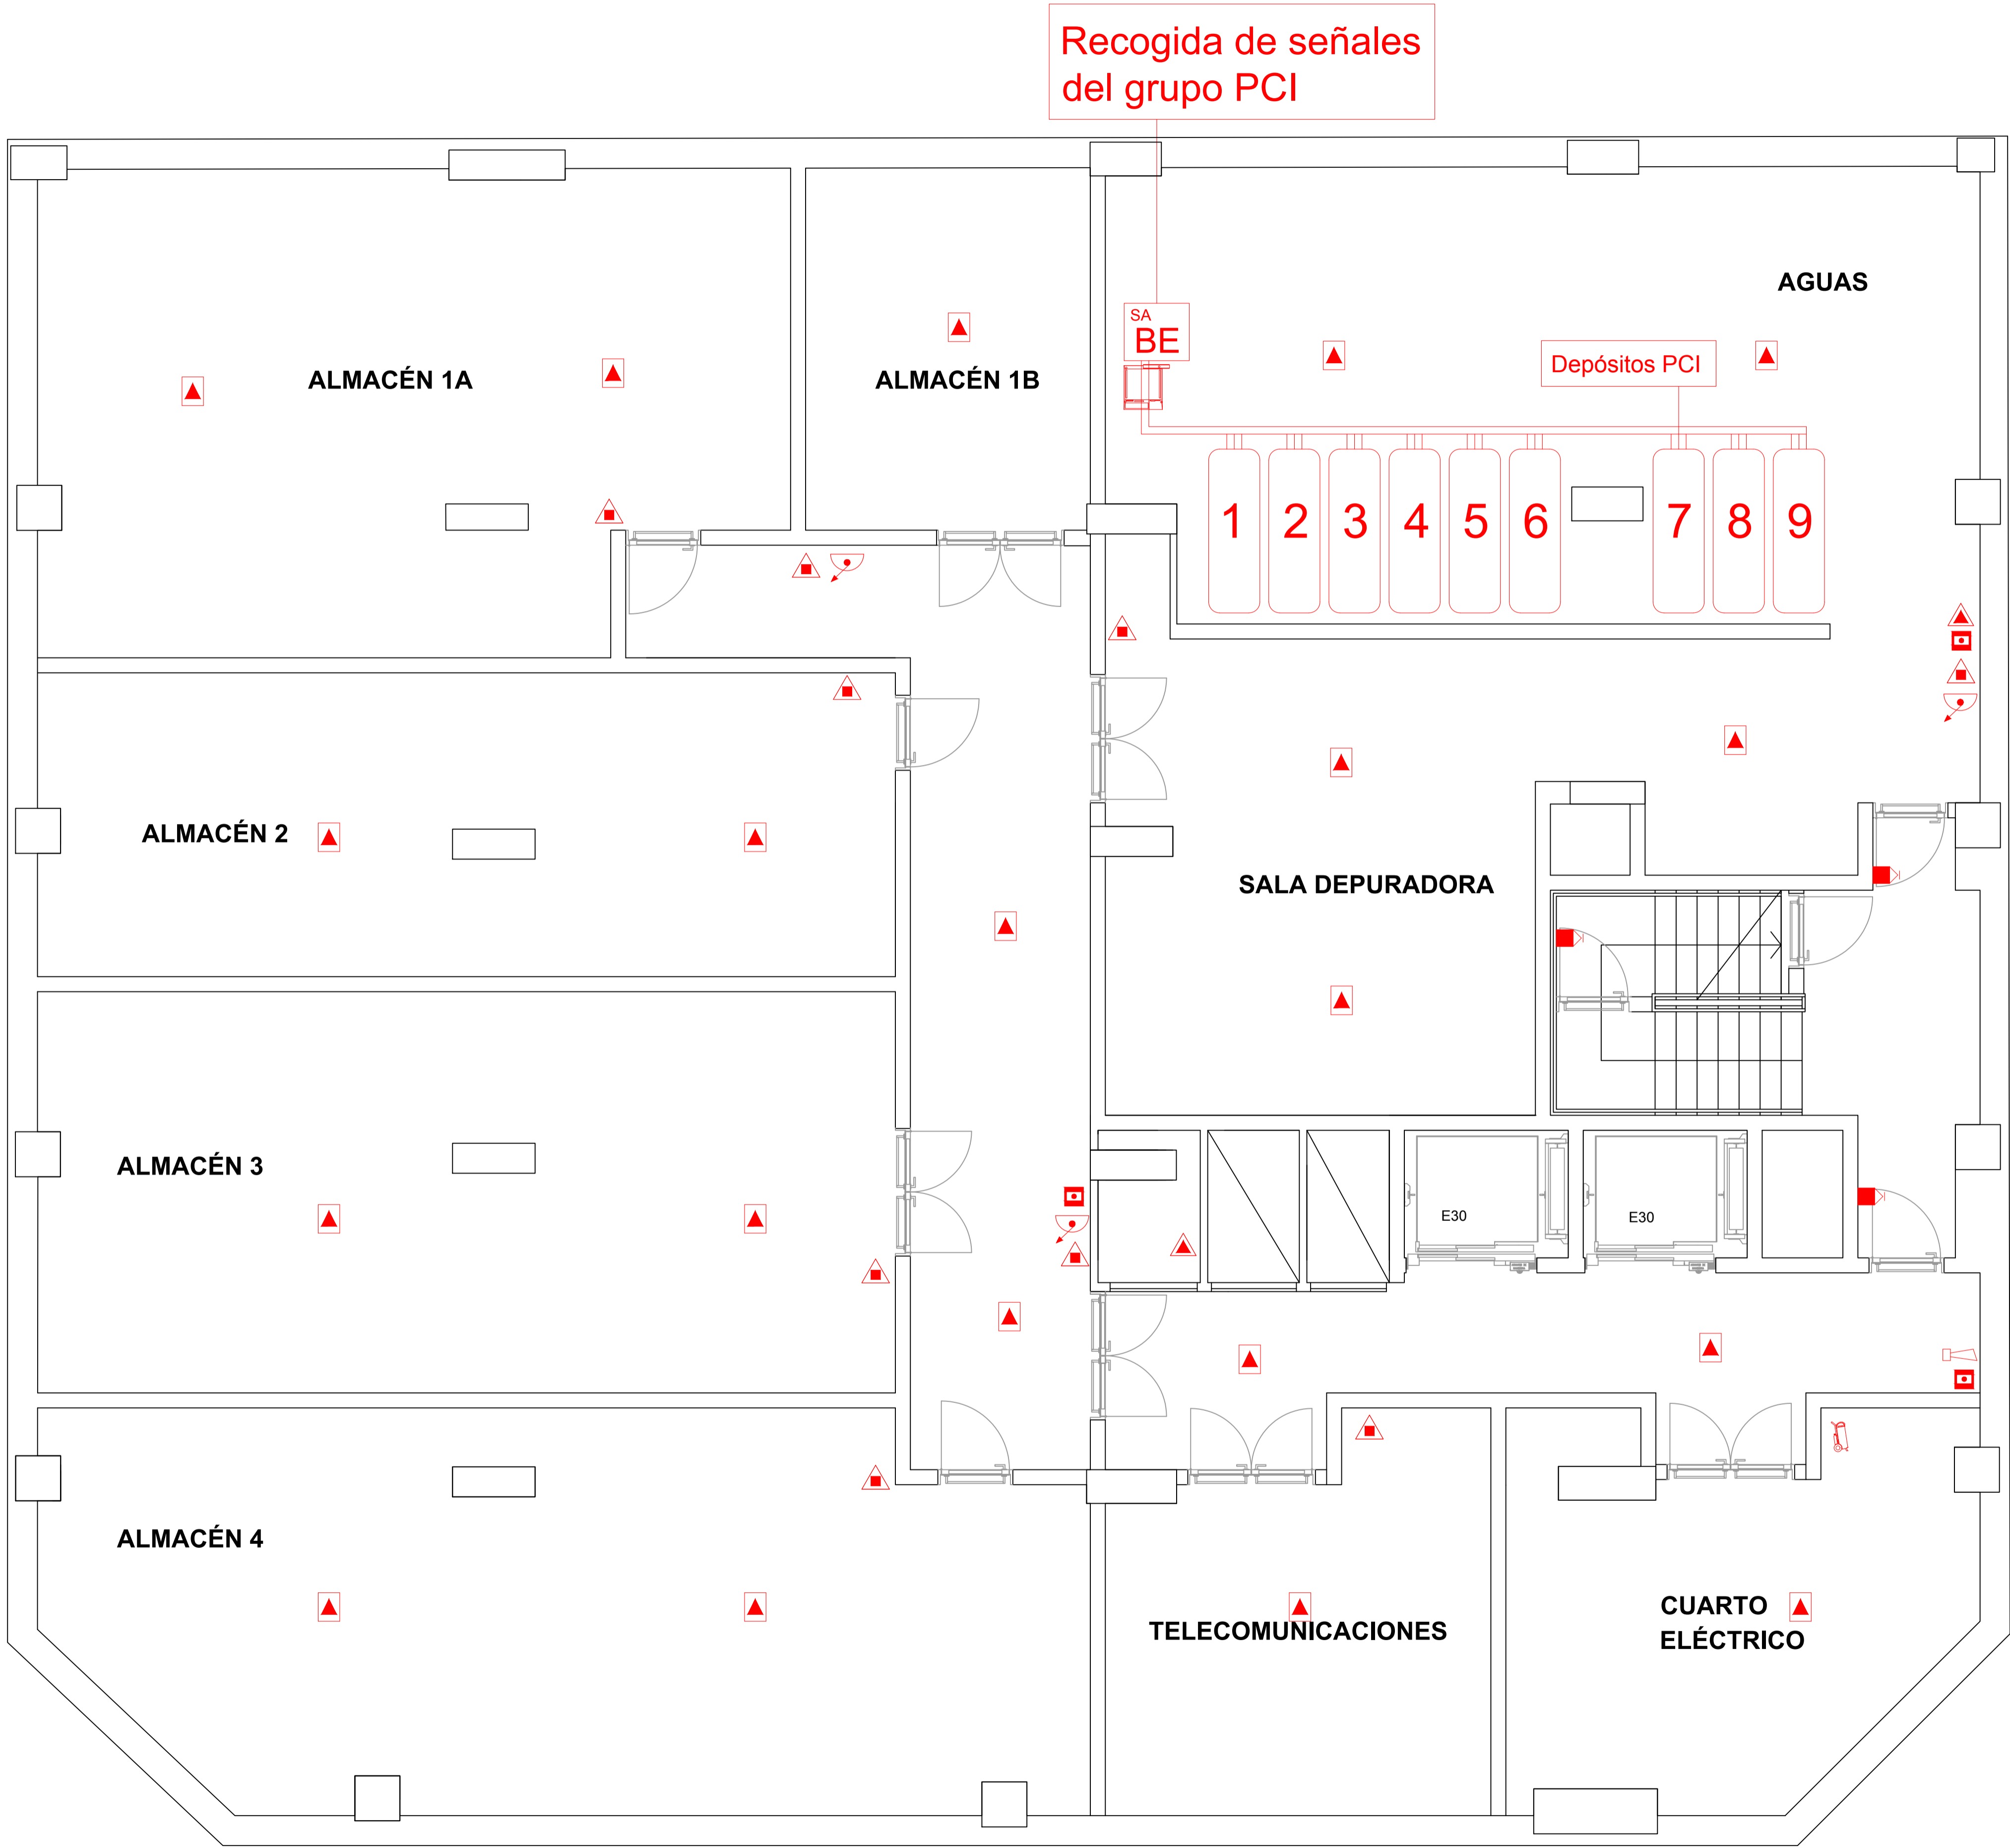 Recogida de señales
del grupo PCI
AGUAS
SA
BE
Depósitos PCI
ALMACÉN 1A
ALMACÉN 1B
1 2 3 4 5 6 7 8 9
ALMACÉN 2
SALA DEPURADORA
ALMACÉN 3
E30
E30
ALMACÉN 4
TELECOMUNICACIONES
CUARTO
ELÉCTRICO